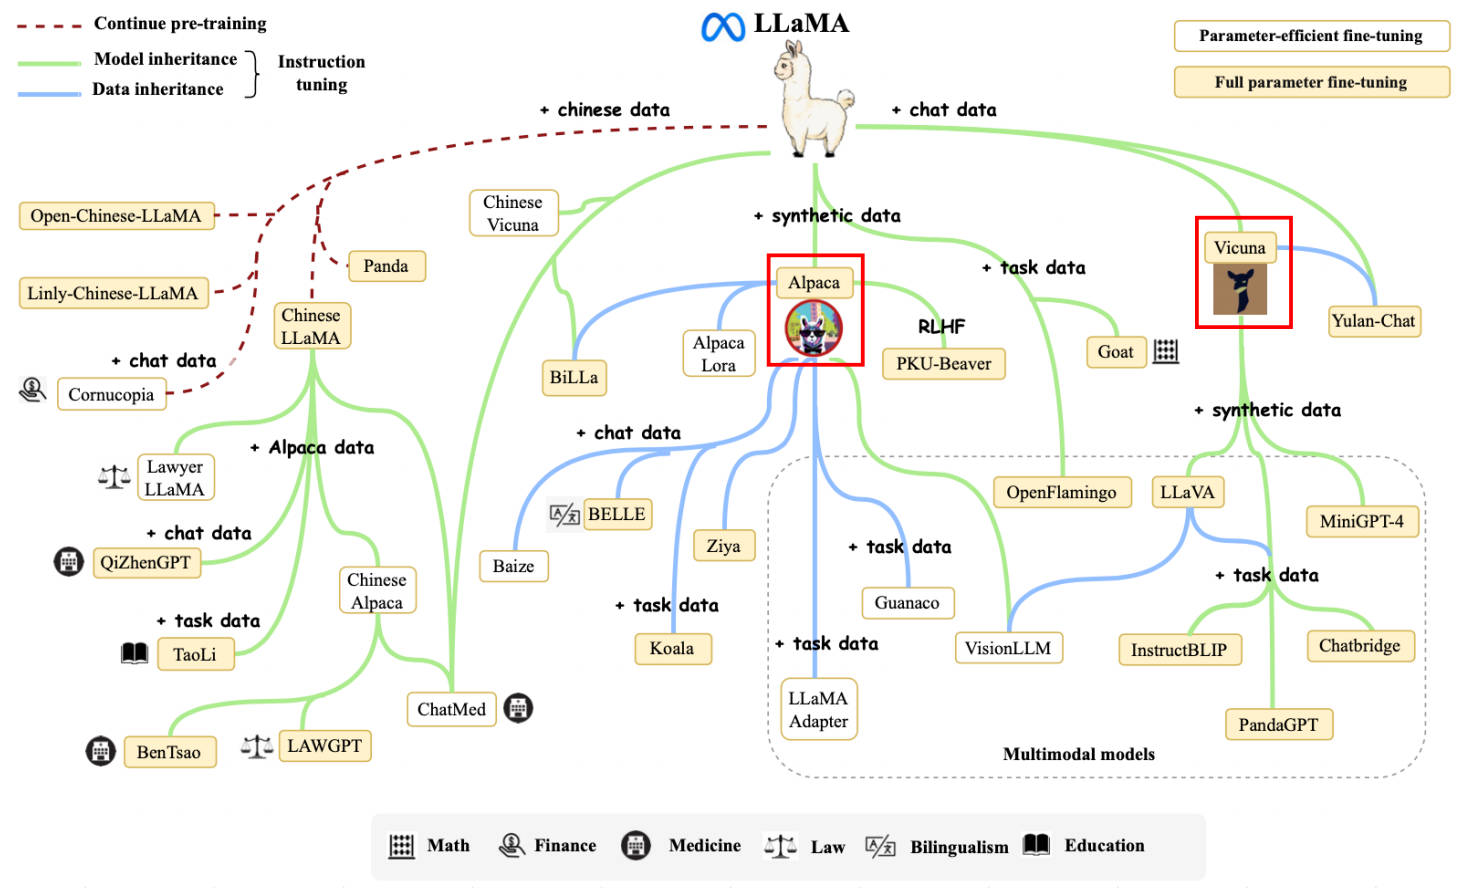 LLaMA
Continue pre-training
Model inheritance
Data inheritance
Instruction
tuning
Parameter-efficient fine-tuning
Full parameter fine-tuning
+ chinese data
+ chat data
Open-Chinese-LLaMA
Linly-Chinese-LLaMA
Panda
Chinese
LLaMA
+ chat data
Cornucopia
Chinese
Vicuna
+ synthetic data
+ task data
Alpaca
Vicuna
Yulan-Chat
BiLLa
Alpaca
Lora
RLHF
PKU-Beaver
Goat
+ synthetic data
Lawyer
LLaMA
+ Alpaca data
+ chat data
QiZhenGPT
+ task data
TaoLi
Chinese
Alpaca
BenTsao
LAWGPT
ChatMed
+ chat data
Baize
BELLE
Ziya
+ task data
Koala
OpenFlamingo
LLaVA
MiniGPT-4
+ task data
Guanaco
+ task data
LLaMA
Adapter
VisionLLM
+ task data
InstructBLIP
Chatbridge
PandaGPT
Multimodal models
Math
Finance
Medicine
Law
Bilingualism
Education